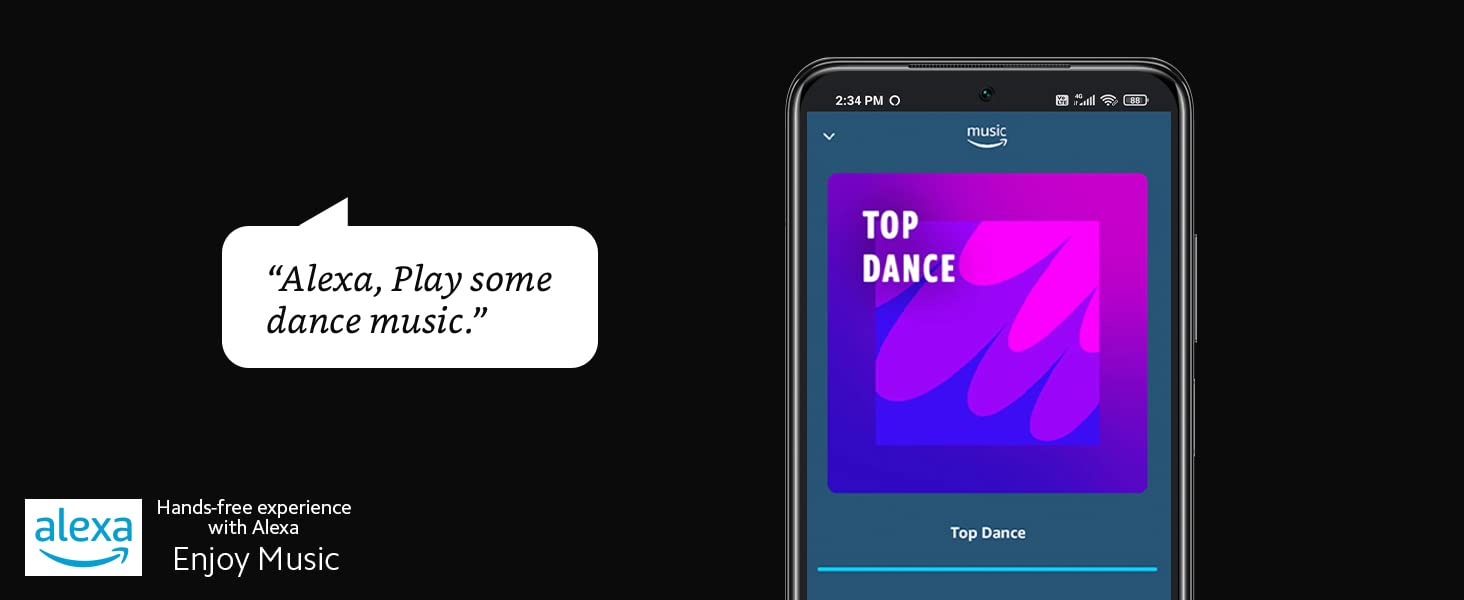 2:34 PM
4G
88
music
TOP
DANCE
“Alexa, Play some
dance music.”
alexa
Hands-free experience
with Alexa
Enjoy Music
Top Dance